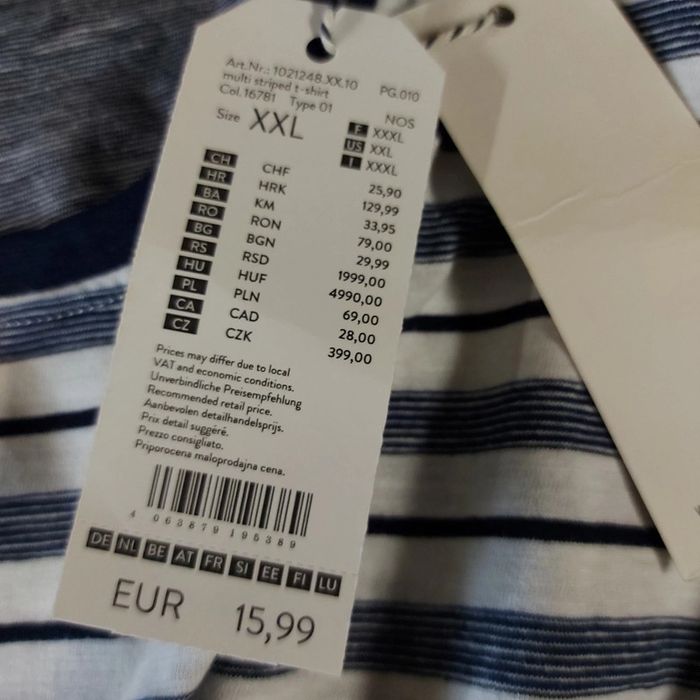 Art.Nr.: 1021248.XX.10 PG.010
multi striped t-shirt
Col.16781 Type 01 NOS
Size XXL
F XXXL
US XXL
I XXXL
CH CHF 25,90
HR HRK 129,99
BA KM 33,95
RO RON 79,00
BG BGN 29,99
RS RSD 1999,00
HU HUF 4990,00
PL PLN 69,00
CA CAD 28,00
CZ CZK 399,00
Prices may differ due to local
VAT and economic conditions.
Unverbindliche Preisempfehlung
Recommended retail price.
Aanbevolen detailhandelsprijs.
Prix detail suggéré.
Prezzo consigliato.
Priporocena maloprodajna cena.
4 063879 195389
DE NL BE AT FR SI EE FI LU
EUR 15,99